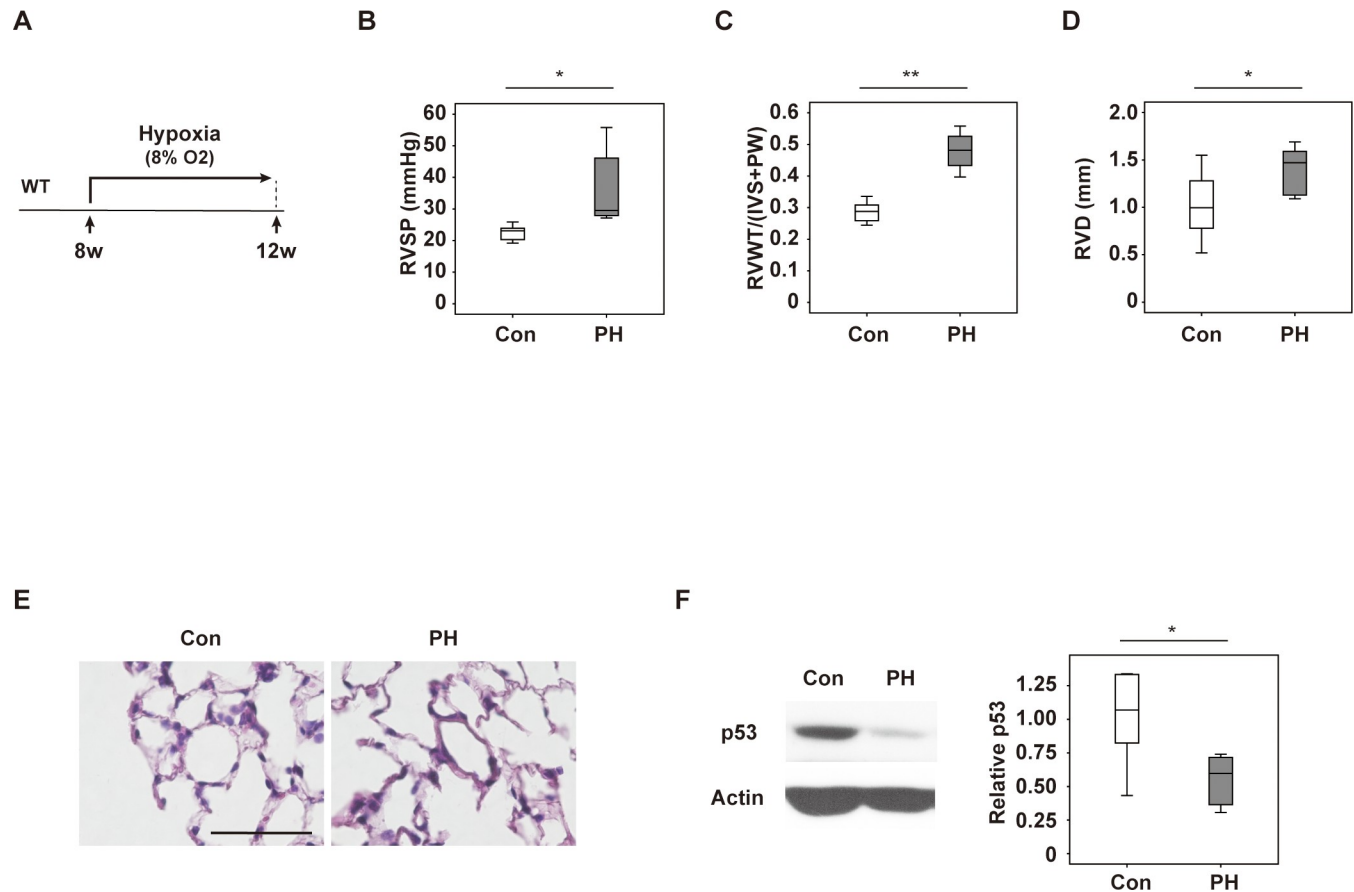 A
B
C
D
Hypoxia
(8% O2)
WT
8w
12w
*
RVSP (mmHg)
60
50
40
30
20
10
0
Con
PH
**
RVWT/(IVS+PW)
0.6
0.5
0.4
0.3
0.2
0.1
0
Con
PH
*
RVD (mm)
2.0
1.5
1.0
0.5
0
Con
PH
E
F
Con
PH
Con
PH
p53
Actin
*
Relative p53
1.25
1.00
0.75
0.50
0.25
0
Con
PH